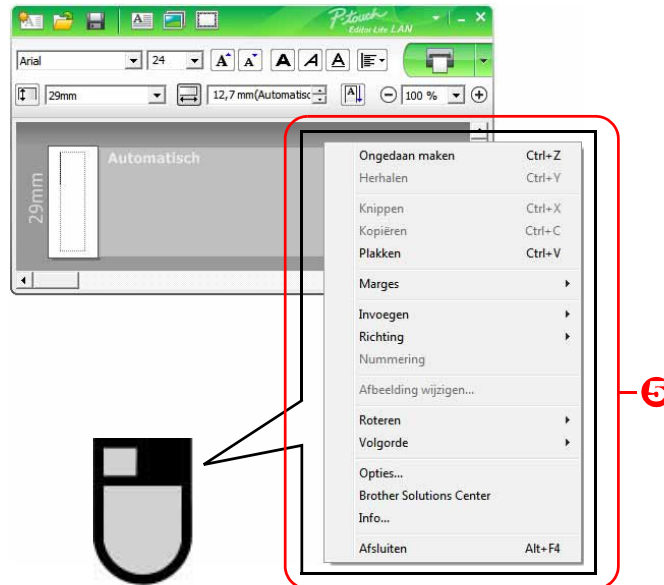 P-touch
Editor Lite LAN
Arial 24 A A A A A
29mm 12,7 mm(Automatisc A 100 %
Automatisch
29mm
Ongedaan maken Ctrl+Z
Herhalen Ctrl+Y
Knippen Ctrl+X
Kopiëren Ctrl+C
Plakken Ctrl+V
Marges
Invoegen
Richting
Nummering
Afbeelding wijzigen...
Roteren
Volgorde
Opties...
Brother Solutions Center
Info...
Afsluiten Alt+F4
5